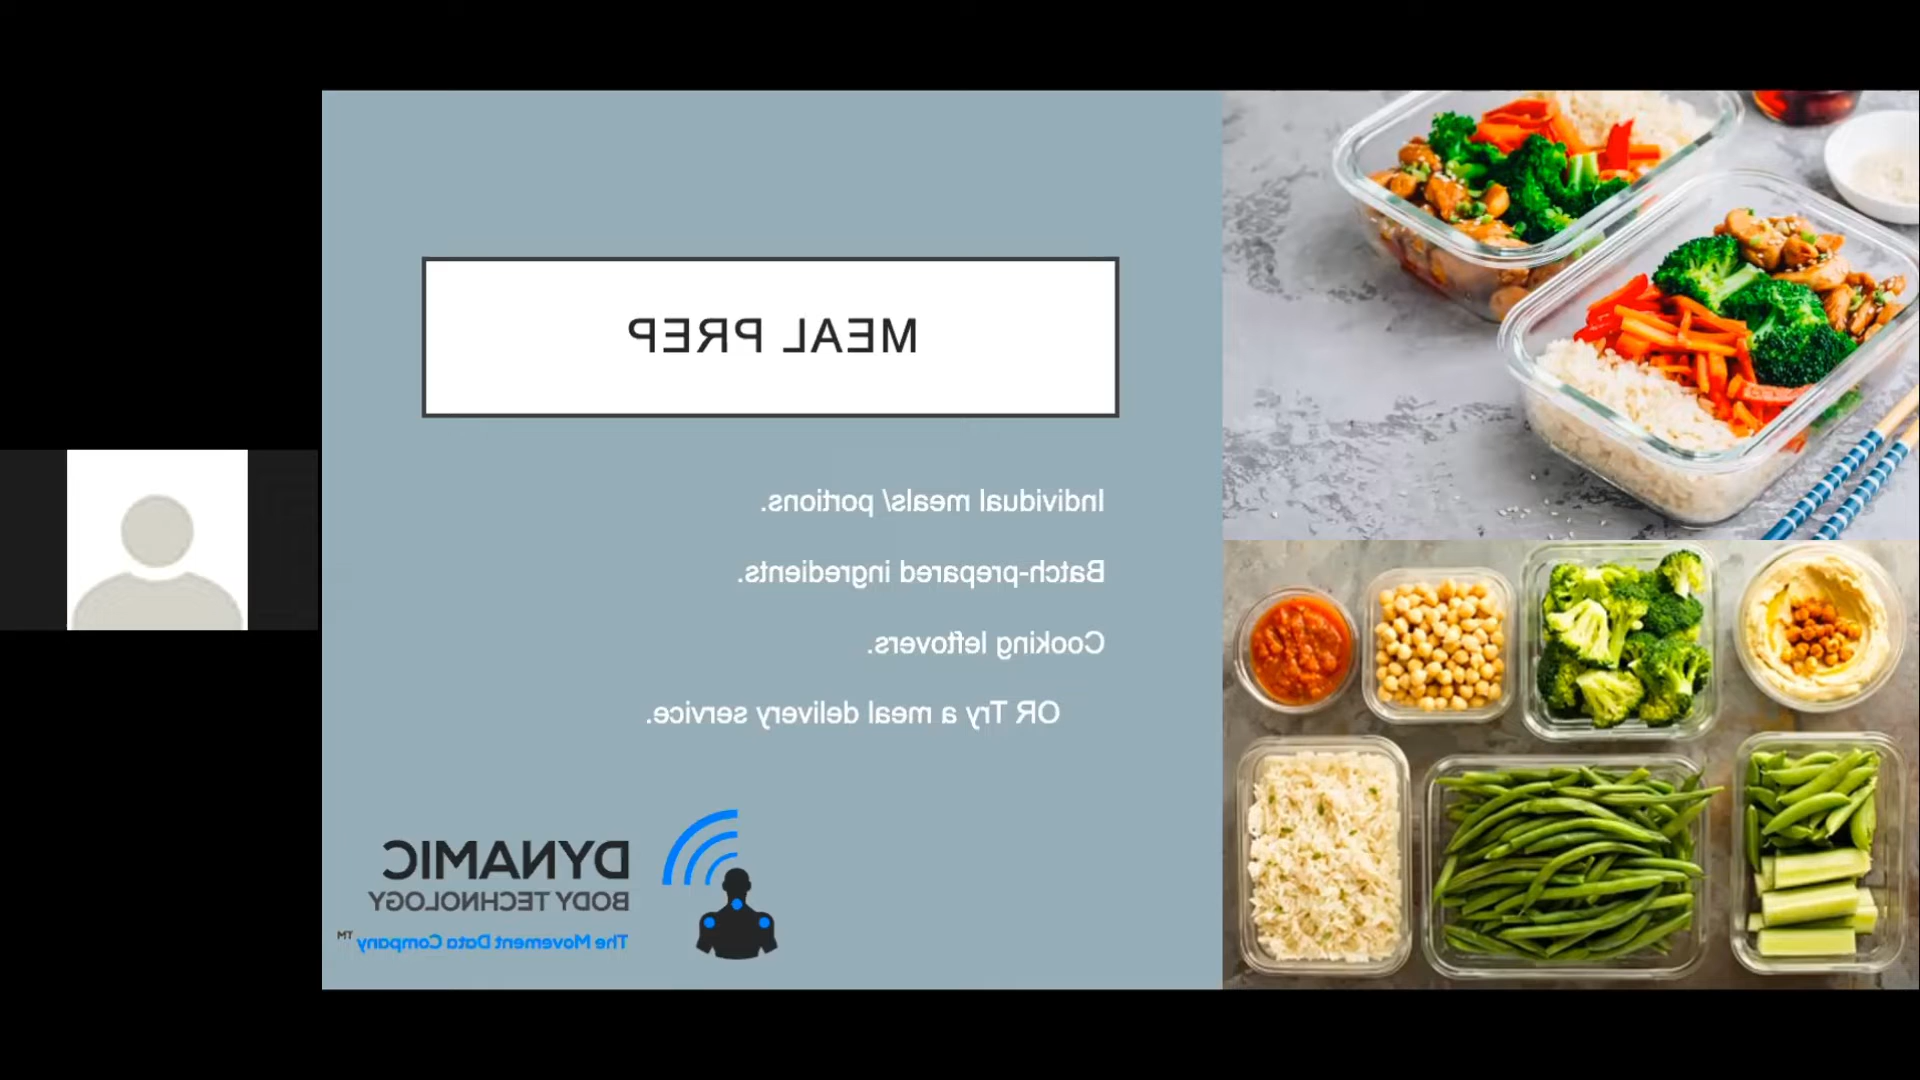 MEAL PREP
Individual meals/ portions.
Batch-prepared ingredients.
Cooking leftovers.
OR Try a meal delivery service.
DYNAMIC
BODY TECHNOLOGY
The Movement Data Company™